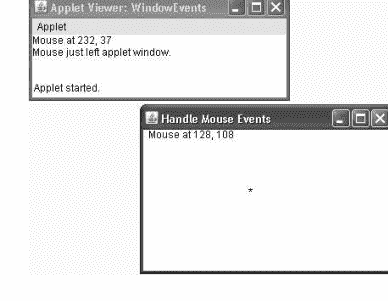 Applet Viewer: WindowEvents
Applet
Mouse at 232, 37
Mouse just left applet window.
Applet started.
Handle Mouse Events
Mouse at 128, 108
*